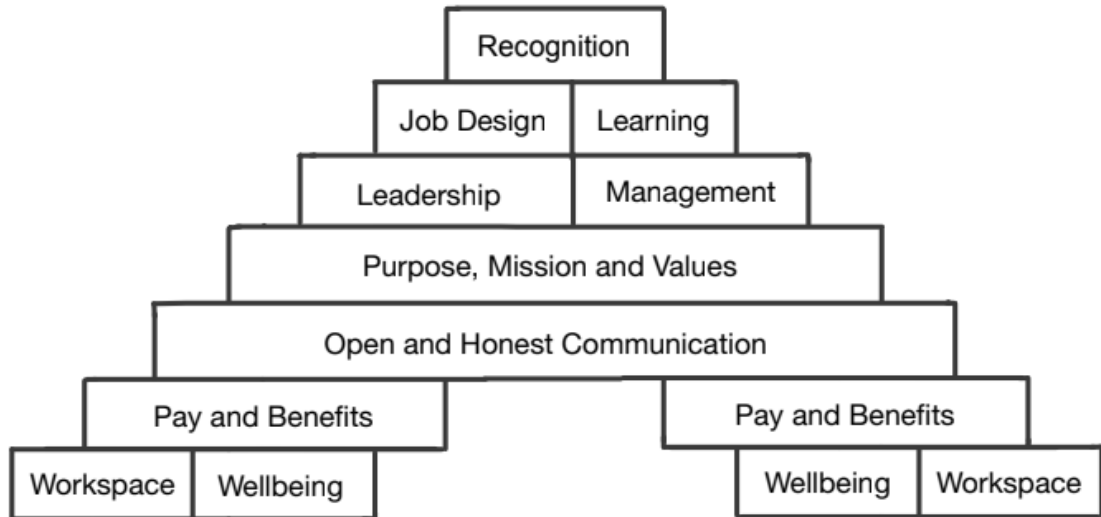 Recognition
Job Design Learning
Leadership Management
Purpose, Mission and Values
Open and Honest Communication
Pay and Benefits Pay and Benefits
Workspace Wellbeing Wellbeing Workspace